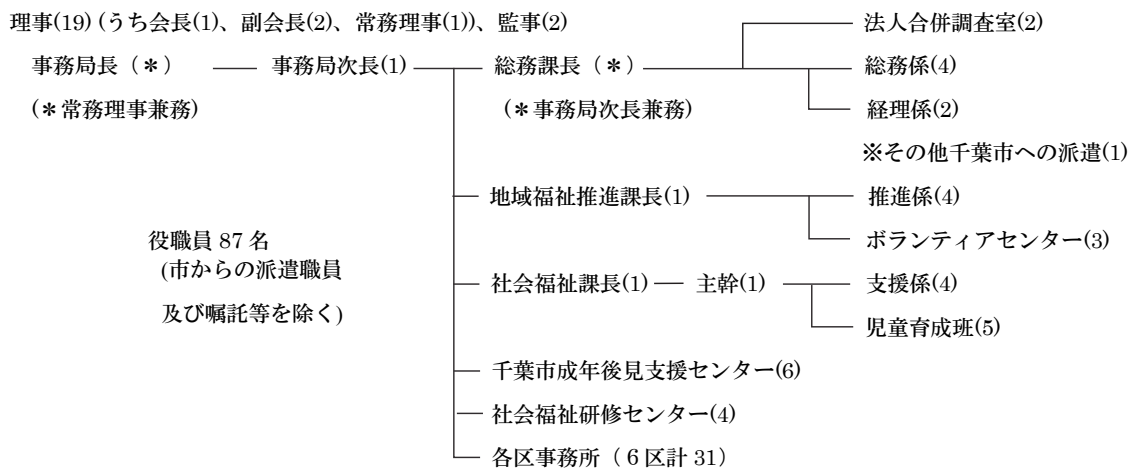 理事(19) (うち会長(1)、副会長(2)、常務理事(1))、監事(2)
法人合併調査室(2)
事務局長（＊） 事務局次長(1) 総務課長（＊） 総務係(4)
(＊常務理事兼務) (＊事務局次長兼務) 経理係(2)
※その他千葉市への派遣(1)
地域福祉推進課長(1) 推進係(4)
役職員 87 名 ボランティアセンター(3)
(市からの派遣職員
社会福祉課長(1) 主幹(1) 支援係(4)
及び嘱託等を除く)
児童育成班(5)
千葉市成年後見支援センター(6)
社会福祉研修センター(4)
各区事務所（６区計 31）